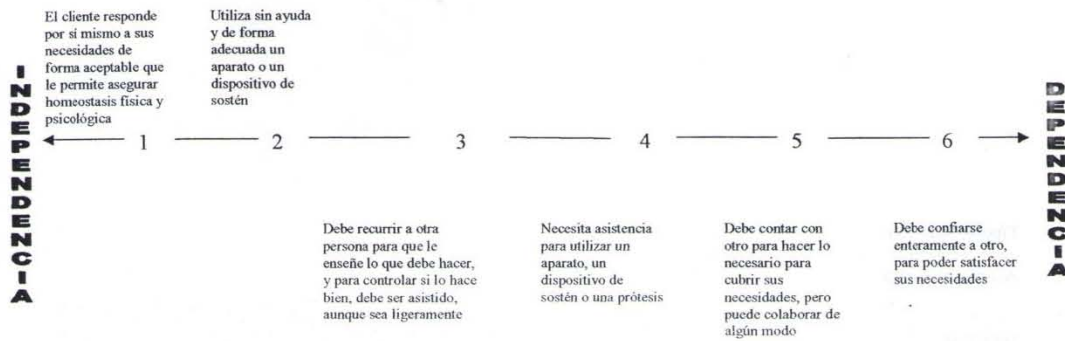 INDEPENDENCIA
El cliente responde
por sí mismo a sus
necesidades de
forma aceptable que
le permite asegurar
homeostasis física y
psicológica
Utiliza sin ayuda
y de forma
adecuada un
aparato o un
dispositivo de
sostén
1
2
3
4
5
6
Debe recurrir a otra
persona para que le
enseñe lo que debe hacer,
y para controlar si lo hace
bien, debe ser asistido,
aunque sea ligeramente
Necesita asistencia
para utilizar un
aparato, un
dispositivo de
sostén o una prótesis
Debe contar con
otro para hacer lo
necesario para
cubrir sus
necesidades, pero
puede colaborar de
algún modo
Debe confiarse
enteramente a otro,
para poder satisfacer
sus necesidades
DEPENDENCIA